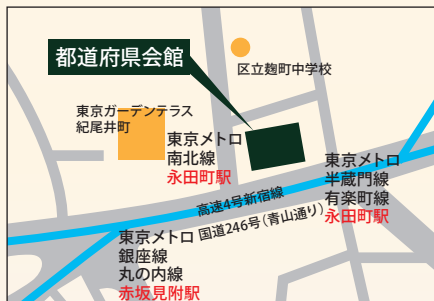 都道府県会館
区立麹町中学校
東京ガーデンテラス
紀尾井町
東京メトロ
南北線
永田町駅
東京メトロ
半蔵門線
有楽町線
永田町駅
高速4号新宿線
国道246号(青山通り)
東京メトロ
銀座線
丸の内線
赤坂見附駅